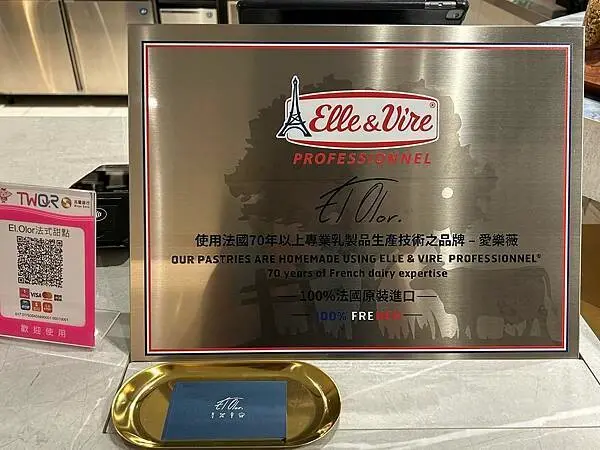 Elle & Vire®
PROFESSIONNEL
El Olor.
使用法國70年以上專業乳製品生產技術之品牌－愛樂薇
OUR PASTRIES ARE HOMEMADE USING ELLE & VIRE PROFESSIONNEL®
70 years of French dairy expertise
100%法國原裝進口
100% FRENCH
TWQR
El.Olor法式甜點
VISA
歡迎使用
El Olor.